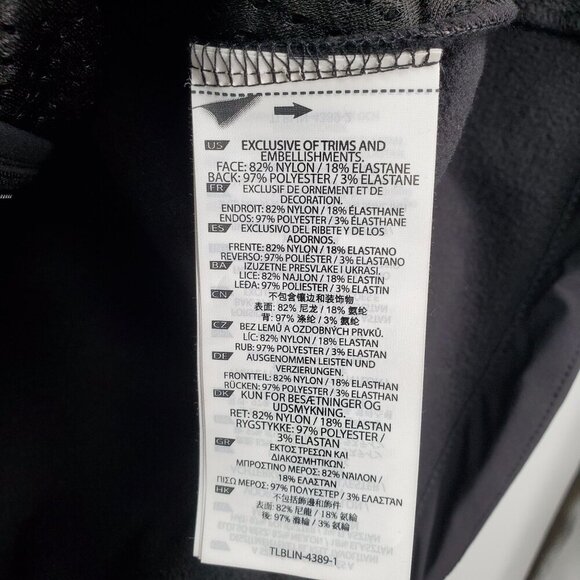 US EXCLUSIVE OF TRIMS AND
EMBELLISHMENTS.
FACE: 82% NYLON / 18% ELASTANE
BACK: 97% POLYESTER / 3% ELASTANE
FR EXCLUSIF DE ORNEMENT ET DE
DECORATION.
ENDROIT: 82% NYLON / 18% ÉLASTHANE
ENDOS: 97% POLYESTER / 3% ÉLASTHANE
ES EXCLUSIVO DEL RIBETE Y DE LOS
ADORNOS.
FRENTE: 82% NYLON / 18% ELASTANO
REVERSO: 97% POLIÉSTER / 3% ELASTANO
BA IZUZETNE PRESVLAKE I UKRASI.
LICE: 82% NAJLON / 18% ELASTIN
LEĐA: 97% POLIESTER / 3% ELASTIN
CN 不包含镶边和装饰物
表面: 82% 尼龙 / 18% 氨纶
背: 97% 涤纶 / 3% 氨纶
CZ BEZ LEMŮ A OZDOBNÝCH PRVKŮ.
LÍC: 82% NYLON / 18% ELASTAN
RUB: 97% POLYESTER / 3% ELASTAN
DE AUSGENOMMEN LEISTEN UND
VERZIERUNGEN.
FRONTTEIL: 82% NYLON / 18% ELASTHAN
RÜCKEN: 97% POLYESTER / 3% ELASTHAN
DK KUN FOR BESÆTNINGER OG
UDSMYKNING.
RET: 82% NYLON / 18% ELASTAN
RYGSTYKKE: 97% POLYESTER /
3% ELASTAN
GR ΕΚΤΟΣ ΤΡΕΣΩΝ ΚΑΙ
ΔΙΑΚΟΣΜΗΤΙΚΩΝ.
ΜΠΡΟΣΤΙΝΟ ΜΕΡΟΣ: 82% ΝΑΙΛΟΝ /
18% ΕΛΑΣΤΑΝ
ΠΙΣΩ ΜΕΡΟΣ: 97% ΠΟΛΥΕΣΤΕΡ / 3% ΕΛΑΣΤΑΝ
HK 不包括飾邊和飾件
表面: 82% 尼龍 / 18% 氨綸
後: 97% 滌綸 / 3% 氨綸
TLBLIN-4389-1